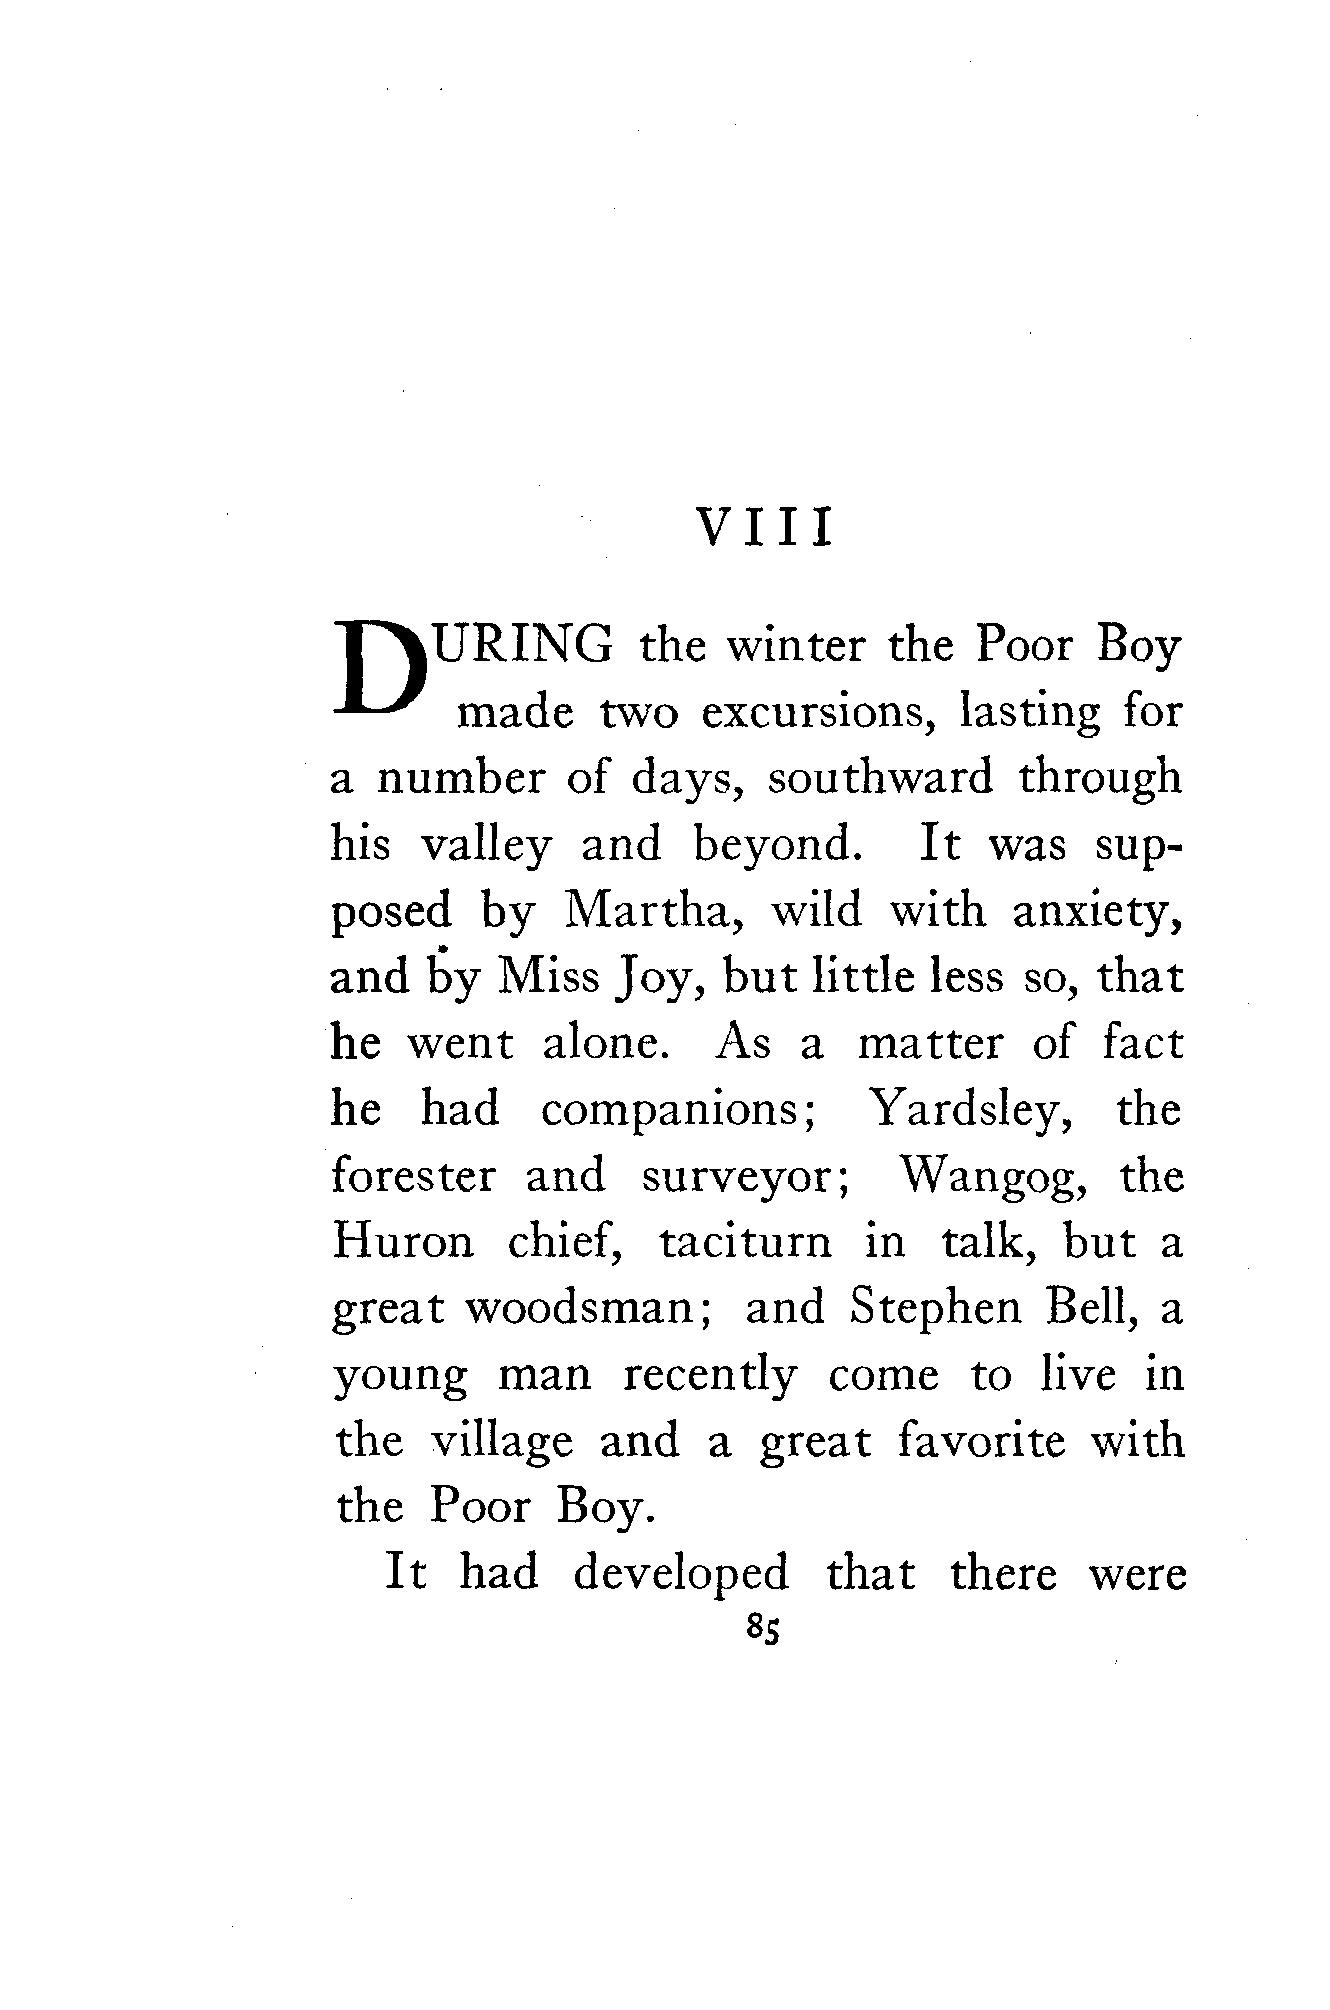 VIII
DURING the winter the Poor Boy
made two excursions, lasting for
a number of days, southward through
his valley and beyond. It was sup-
posed by Martha, wild with anxiety,
and by Miss Joy, but little less so, that
he went alone. As a matter of fact
he had companions; Yardsley, the
forester and surveyor; Wangog, the
Huron chief, taciturn in talk, but a
great woodsman; and Stephen Bell, a
young man recently come to live in
the village and a great favorite with
the Poor Boy.
It had developed that there were
85